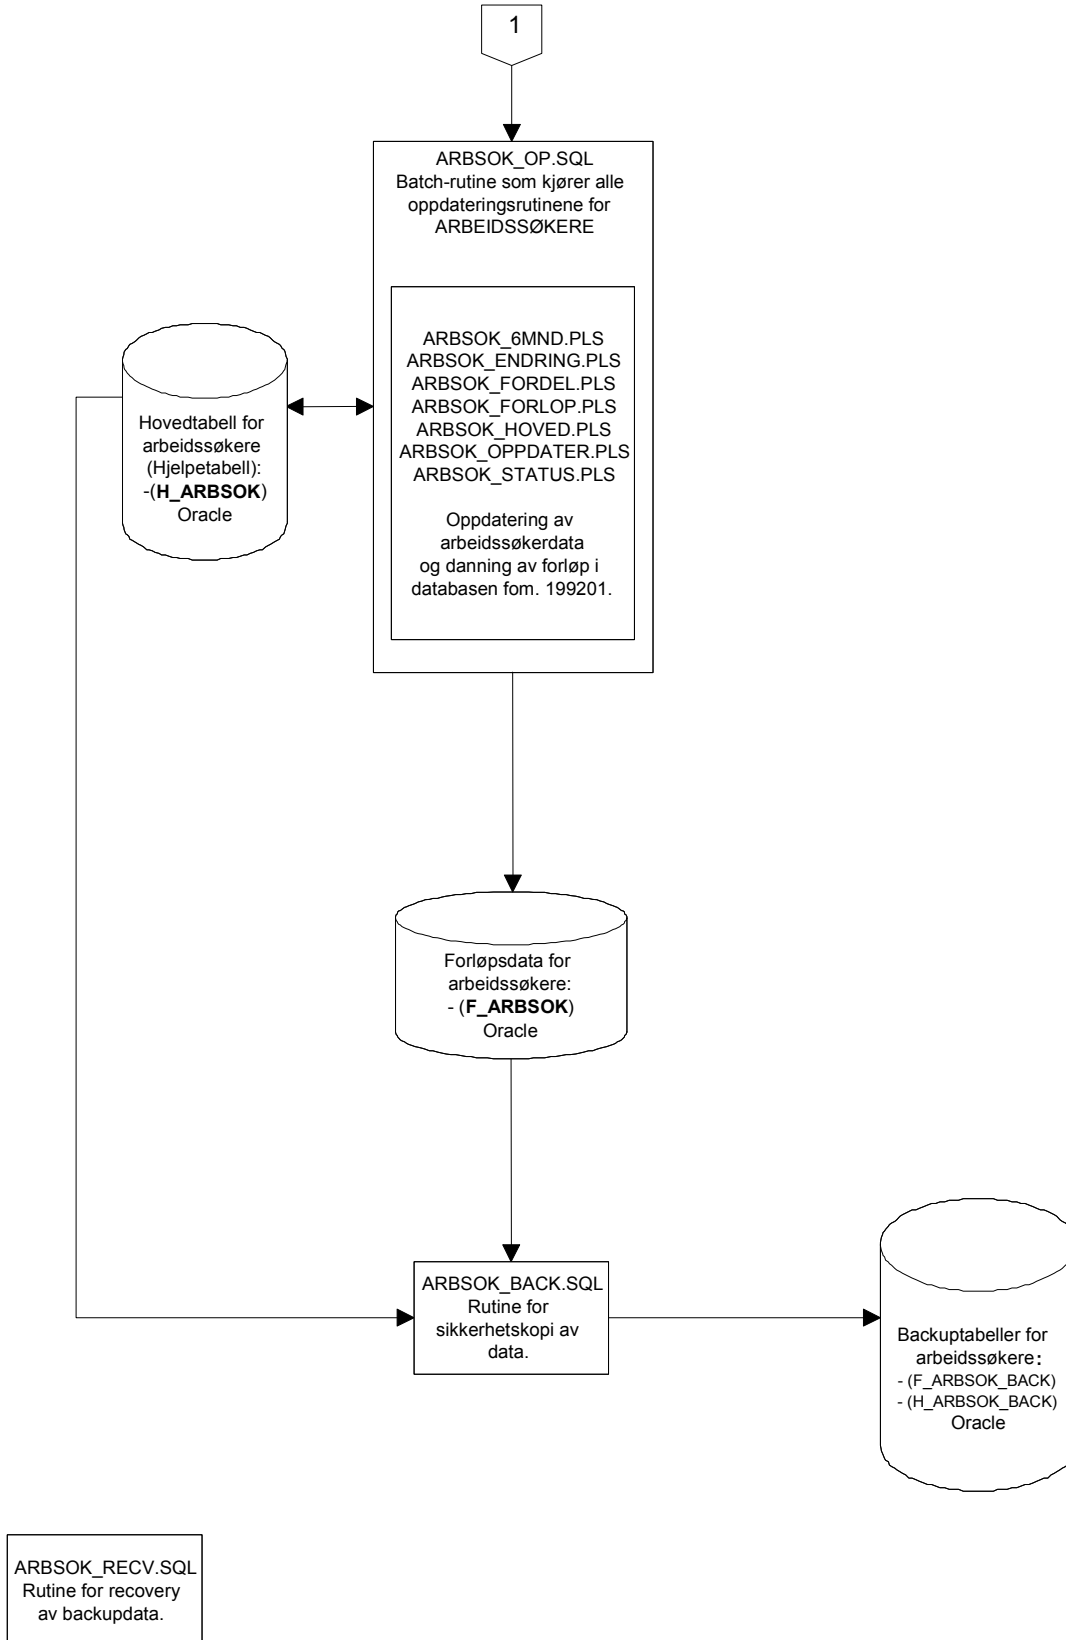 1
ARBSOK_OP.SQL
Batch-rutine som kjører alle
oppdateringsrutinene for
ARBEIDSSØKERE
ARBSOK_6MND.PLS
ARBSOK_ENDRING.PLS
ARBSOK_FORDEL.PLS
ARBSOK_FORLOP.PLS
ARBSOK_HOVED.PLS
ARBSOK_OPPDATER.PLS
ARBSOK_STATUS.PLS
Oppdatering av
arbeidssøkerdata
og danning av forløp i
databasen fom. 199201.
Hovedtabell for
arbeidssøkere
(Hjelpetabell):
-(H_ARBSOK)
Oracle
Forløpsdata for
arbeidssøkere:
- (F_ARBSOK)
Oracle
ARBSOK_BACK.SQL
Rutine for
sikkerhetskopi av
data.
Backuptabeller for
arbeidssøkere:
- (F_ARBSOK_BACK)
- (H_ARBSOK_BACK)
Oracle
ARBSOK_RECV.SQL
Rutine for recovery
av backupdata.